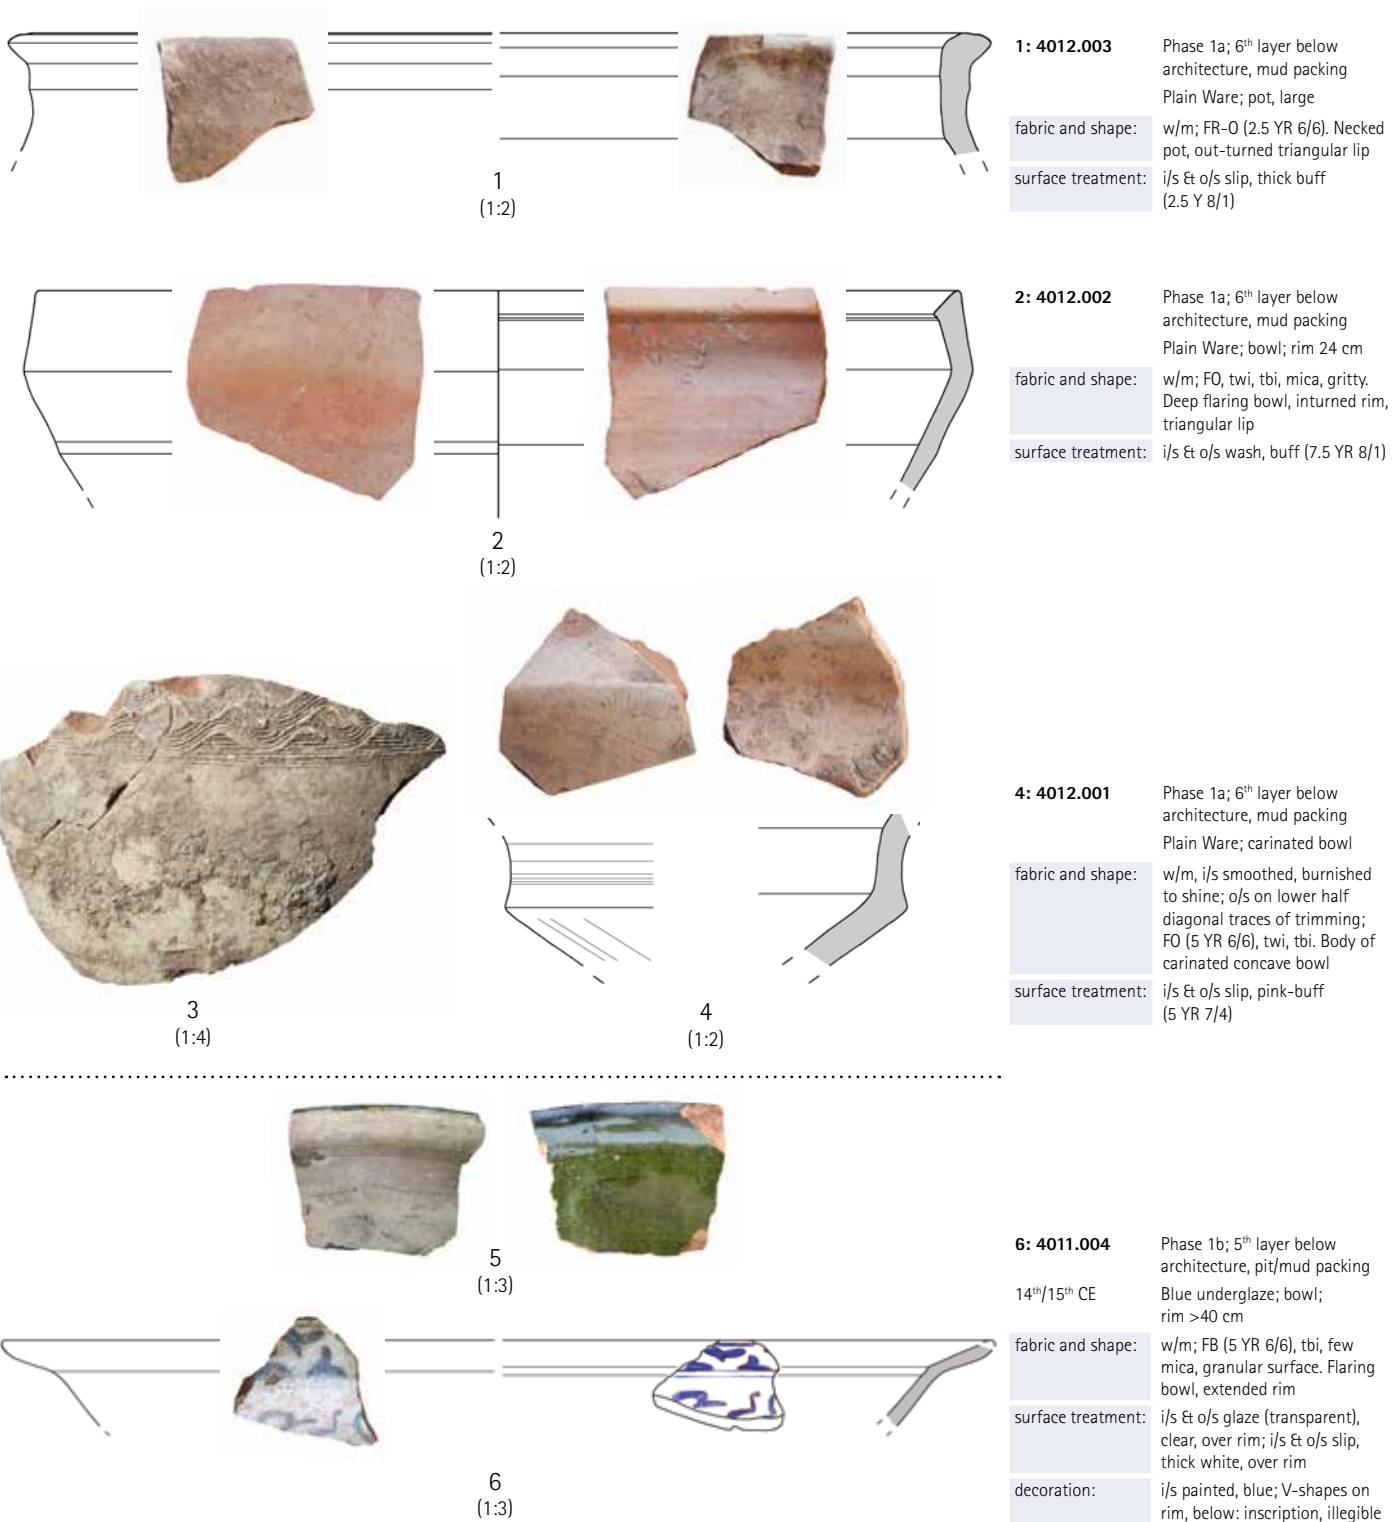 1: 4012.003
Phase 1a; 6th layer below
architecture, mud packing
Plain Ware; pot, large
fabric and shape:
w/m; FR-O (2.5 YR 6/6). Necked
pot, out-turned triangular lip
surface treatment:
i/s & o/s slip, thick buff
(2.5 Y 8/1)
1
(1:2)
2: 4012.002
Phase 1a; 6th layer below
architecture, mud packing
Plain Ware; bowl; rim 24 cm
fabric and shape:
w/m; FO, twi, tbi, mica, gritty.
Deep flaring bowl, inturned rim,
triangular lip
surface treatment:
i/s & o/s wash, buff (7.5 YR 8/1)
2
(1:2)
3
(1:4)
4
(1:2)
4: 4012.001
Phase 1a; 6th layer below
architecture, mud packing
Plain Ware; carinated bowl
fabric and shape:
w/m, i/s smoothed, burnished
to shine; o/s on lower half
diagonal traces of trimming;
FO (5 YR 6/6), twi, tbi. Body of
carinated concave bowl
surface treatment:
i/s & o/s slip, pink-buff
(5 YR 7/4)
5
(1:3)
6
(1:3)
6: 4011.004
Phase 1b; 5th layer below
architecture, pit/mud packing
14th/15th CE
Blue underglaze; bowl;
rim >40 cm
fabric and shape:
w/m; FB (5 YR 6/6), tbi, few
mica, granular surface. Flaring
bowl, extended rim
surface treatment:
i/s & o/s glaze (transparent),
clear, over rim; i/s & o/s slip,
thick white, over rim
decoration:
i/s painted, blue; V-shapes on
rim, below: inscription, illegible